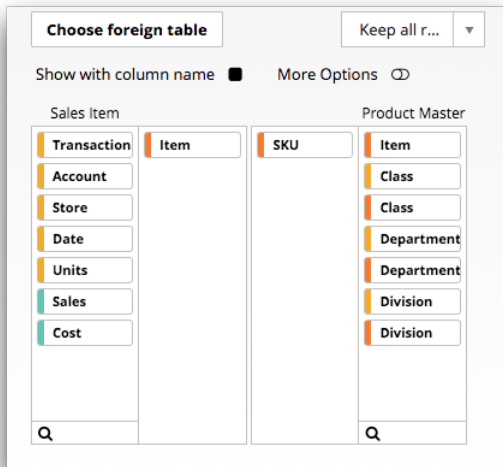 Choose foreign table
Keep all r...
Show with column name
More Options
Sales Item
Product Master
Transaction
Account
Store
Date
Units
Sales
Cost
Item
SKU
Item
Class
Class
Department
Department
Division
Division